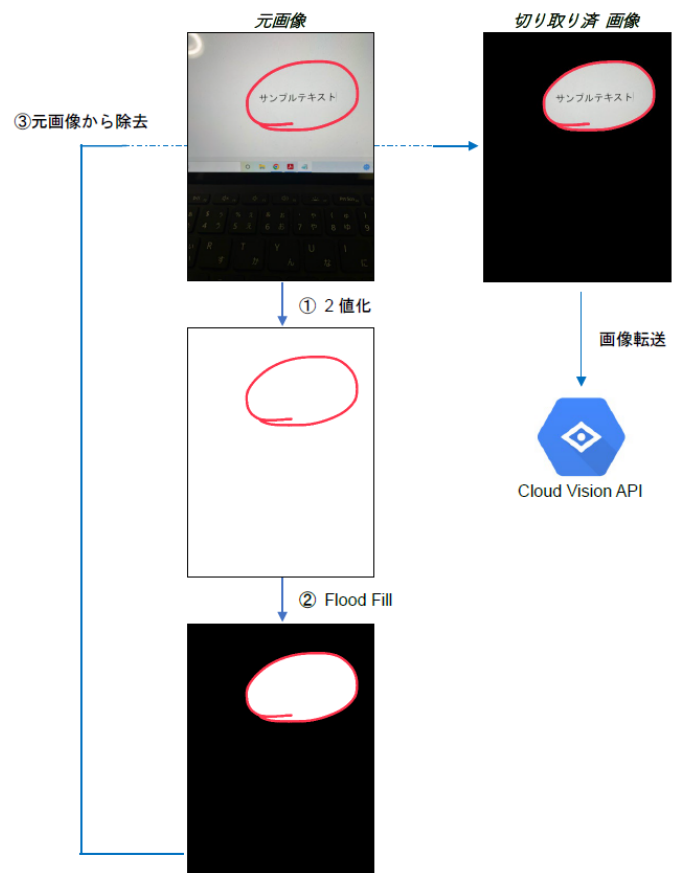 元画像
切り取り済 画像
サンプルテキスト
サンプルテキスト
③元画像から除去
① 2値化
画像転送
Cloud Vision API
② Flood Fill